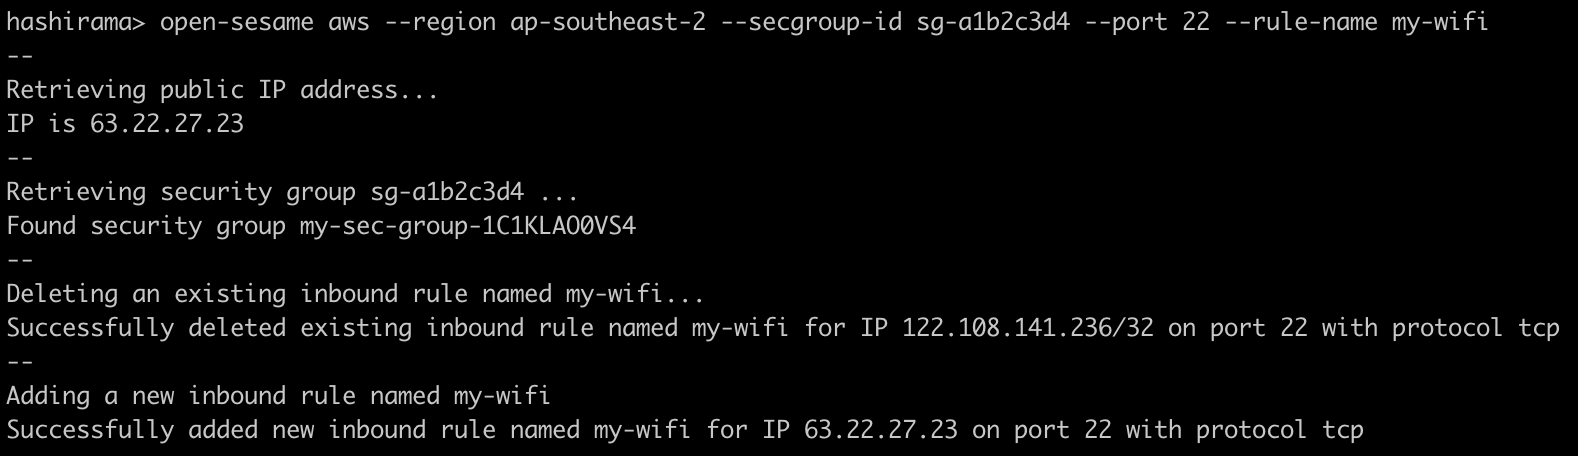 hashirama> open-sesame aws --region ap-southeast-2 --secgroup-id sg-a1b2c3d4 --port 22 --rule-name my-wifi
--
Retrieving public IP address...
IP is 63.22.27.23
--
Retrieving security group sg-a1b2c3d4 ...
Found security group my-sec-group-1C1KLAO0VS4
--
Deleting an existing inbound rule named my-wifi...
Successfully deleted existing inbound rule named my-wifi for IP 122.108.141.236/32 on port 22 with protocol tcp
--
Adding a new inbound rule named my-wifi
Successfully added new inbound rule named my-wifi for IP 63.22.27.23 on port 22 with protocol tcp